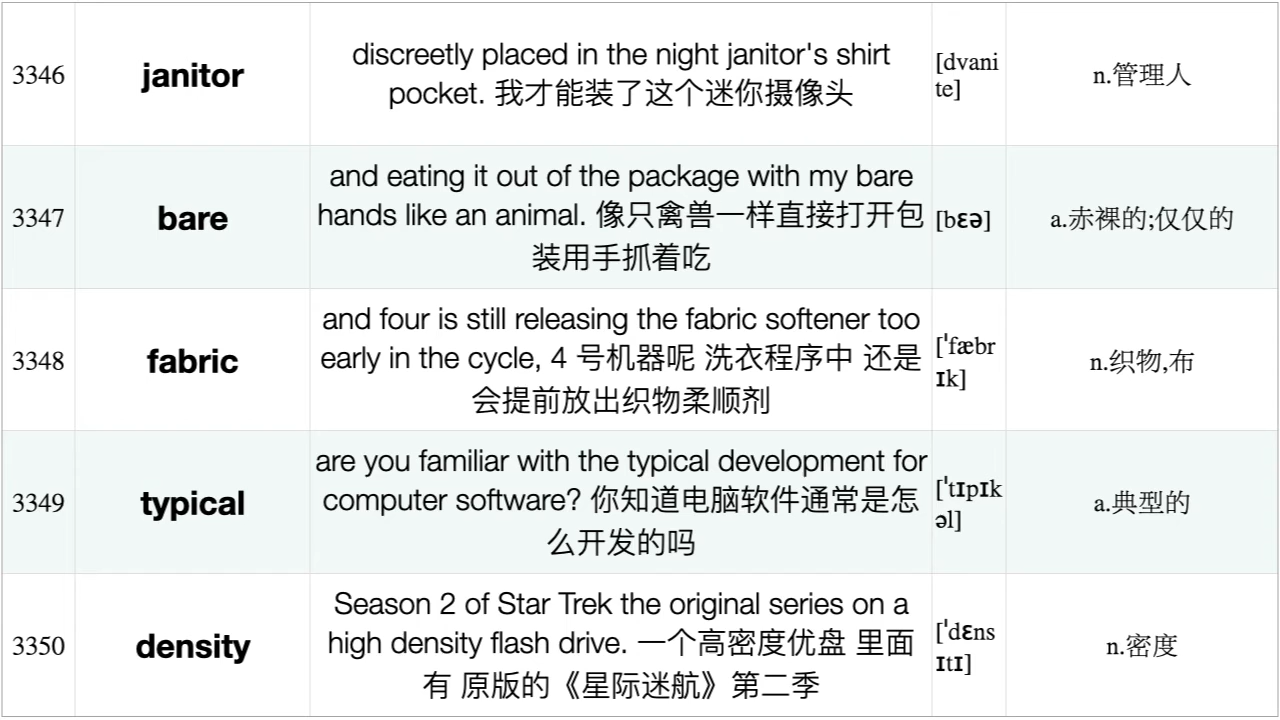 3346
janitor
discreetly placed in the night janitor's shirt
pocket. 我才能装了这个迷你摄像头
[dvani
te]
n.管理人
3347
bare
and eating it out of the package with my bare
hands like an animal. 像只禽兽一样直接打开包
装用手抓着吃
[bɛə]
a.赤裸的;仅仅的
3348
fabric
and four is still releasing the fabric softener too
early in the cycle, 4 号机器呢 洗衣程序中 还是
会提前放出织物柔顺剂
[ˈfæbr
ɪk]
n.织物,布
3349
typical
are you familiar with the typical development for
computer software? 你知道电脑软件通常是怎
么开发的吗
[ˈtɪpɪk
əl]
a.典型的
3350
density
Season 2 of Star Trek the original series on a
high density flash drive. 一个高密度优盘 里面
有 原版的《星际迷航》第二季
[ˈdɛns
ɪtɪ]
n.密度